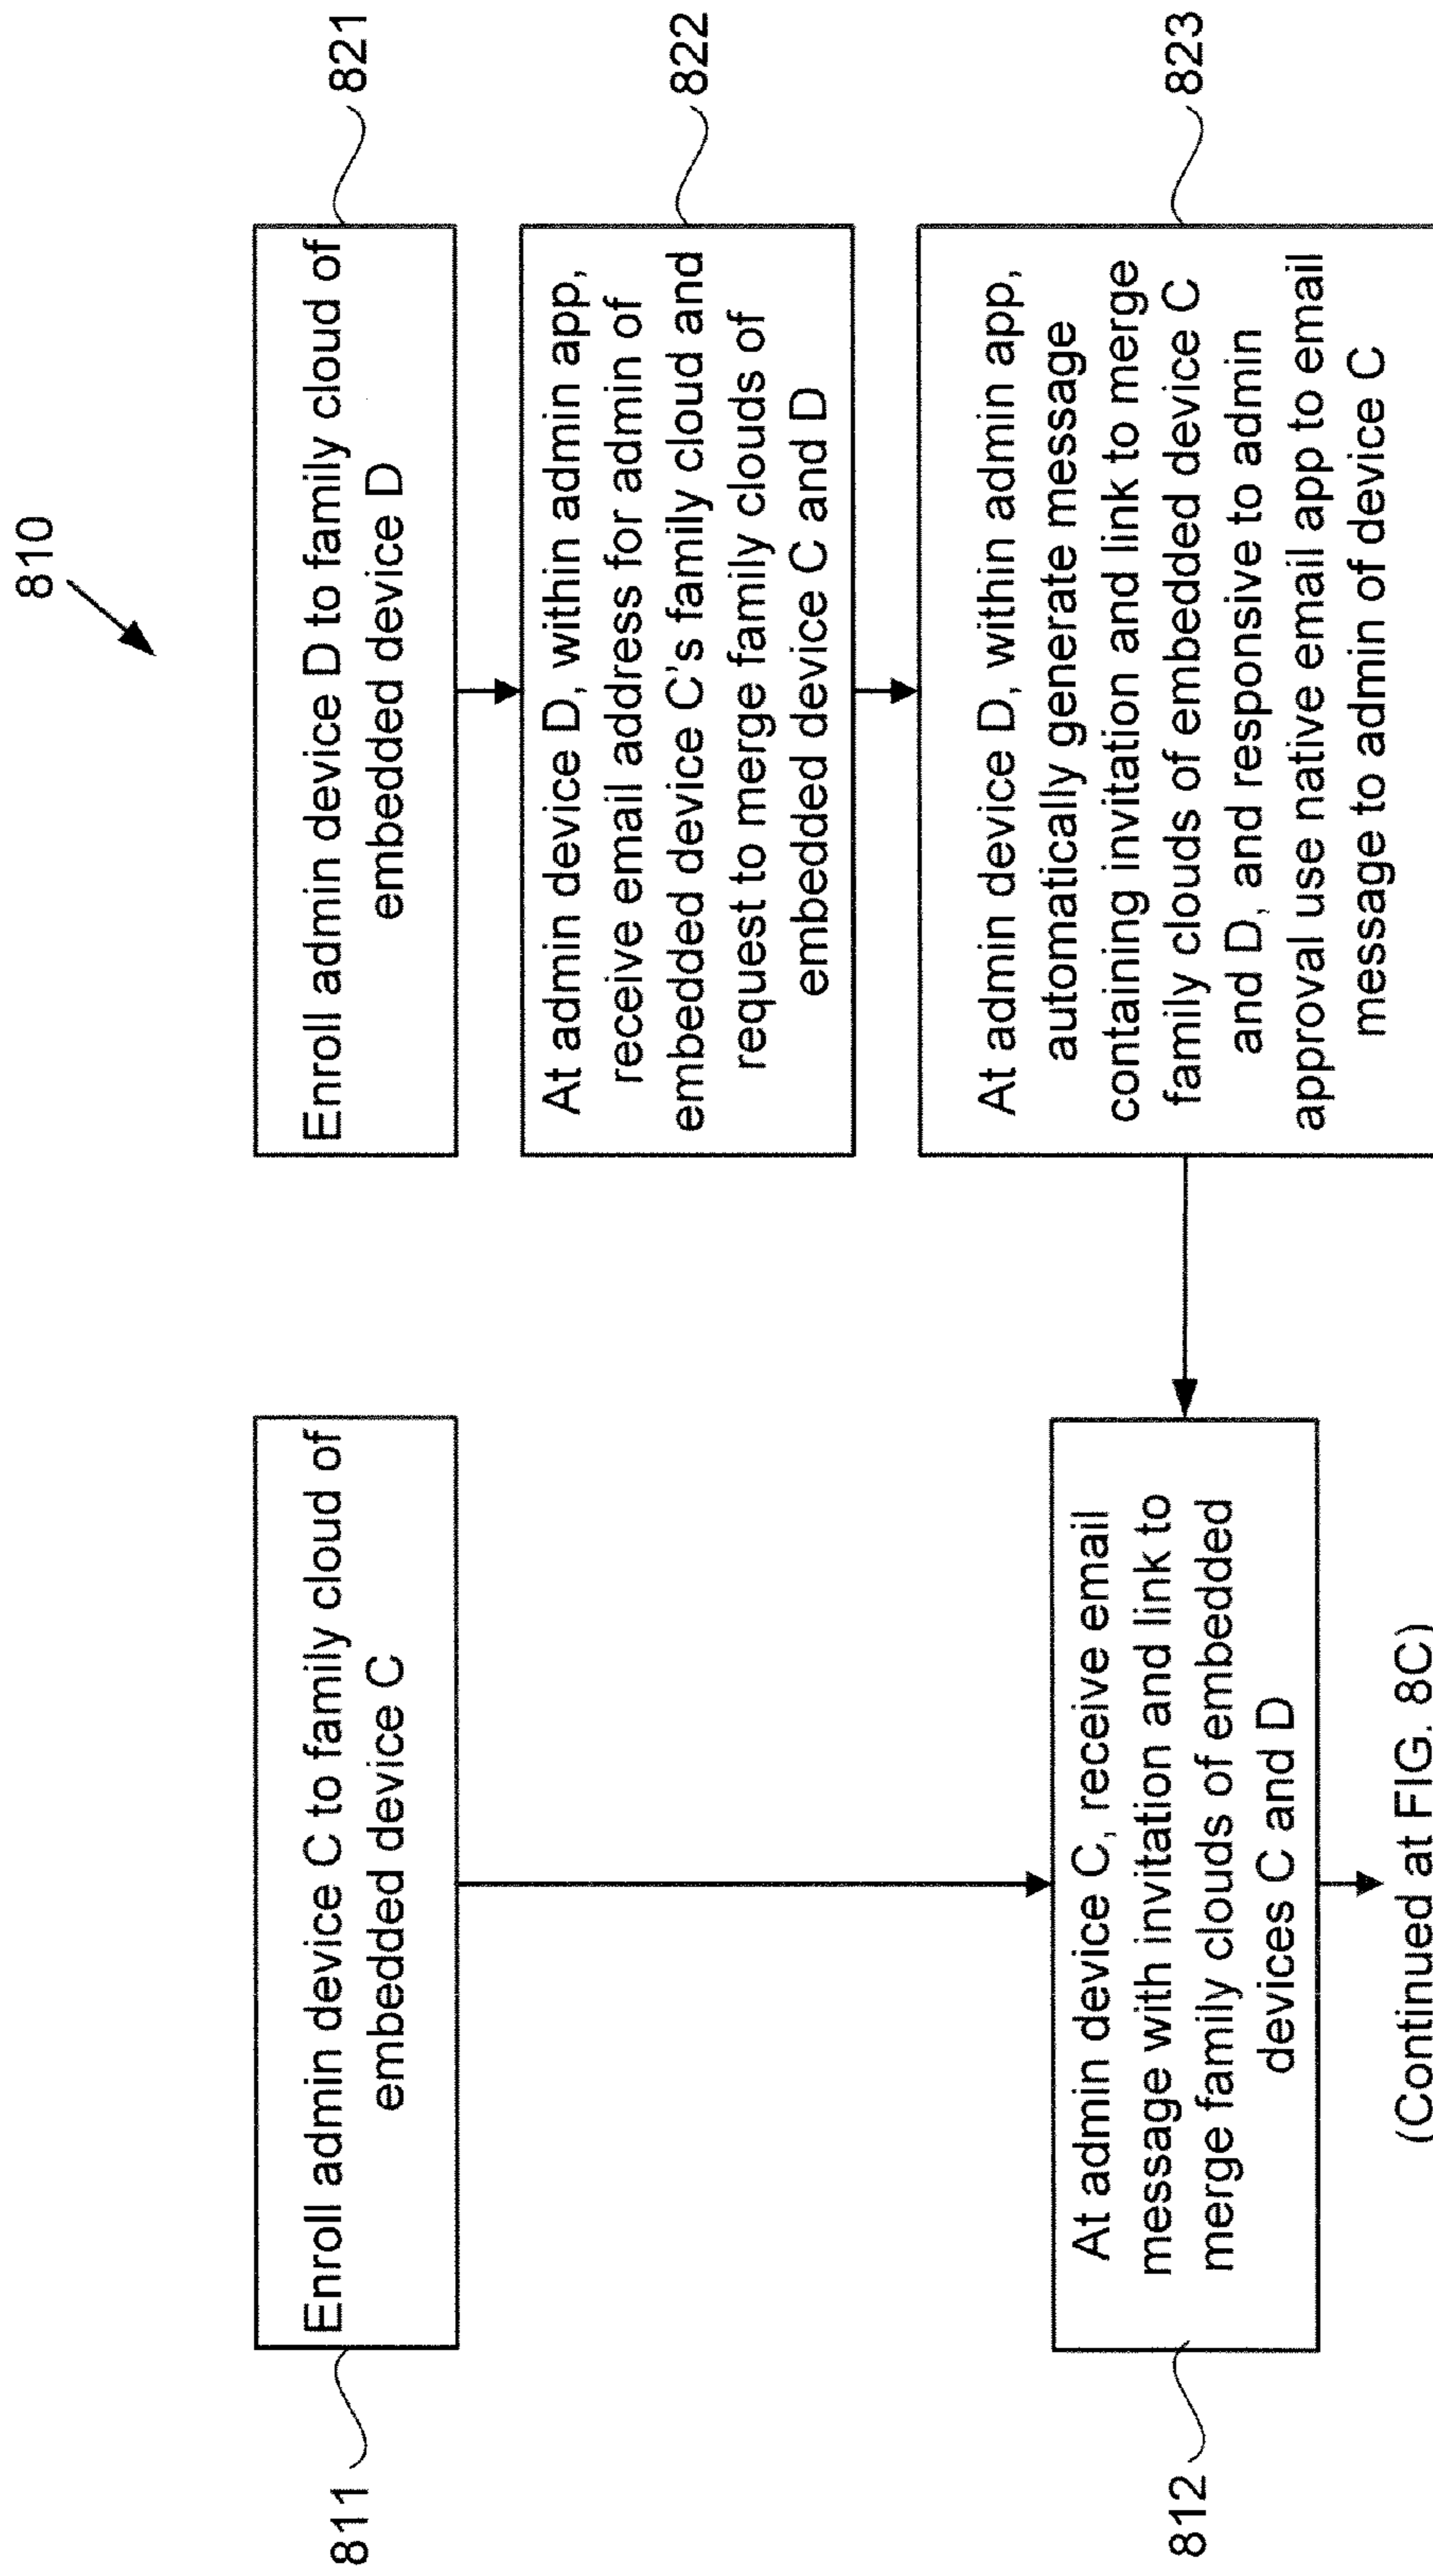 810
811
Enroll admin device C to family cloud of
embedded device C
821
Enroll admin device D to family cloud of
embedded device D
822
At admin device D, within admin app,
receive email address for admin of
embedded device C's family cloud and
request to merge family clouds of
embedded device C and D
823
At admin device D, within admin app,
automatically generate message
containing invitation and link to merge
family clouds of embedded device C
and D, and responsive to admin
approval use native email app to email
message to admin of device C
812
At admin device C, receive email
message with invitation and link to
merge family clouds of embedded
devices C and D
(Continued at FIG. 8C)